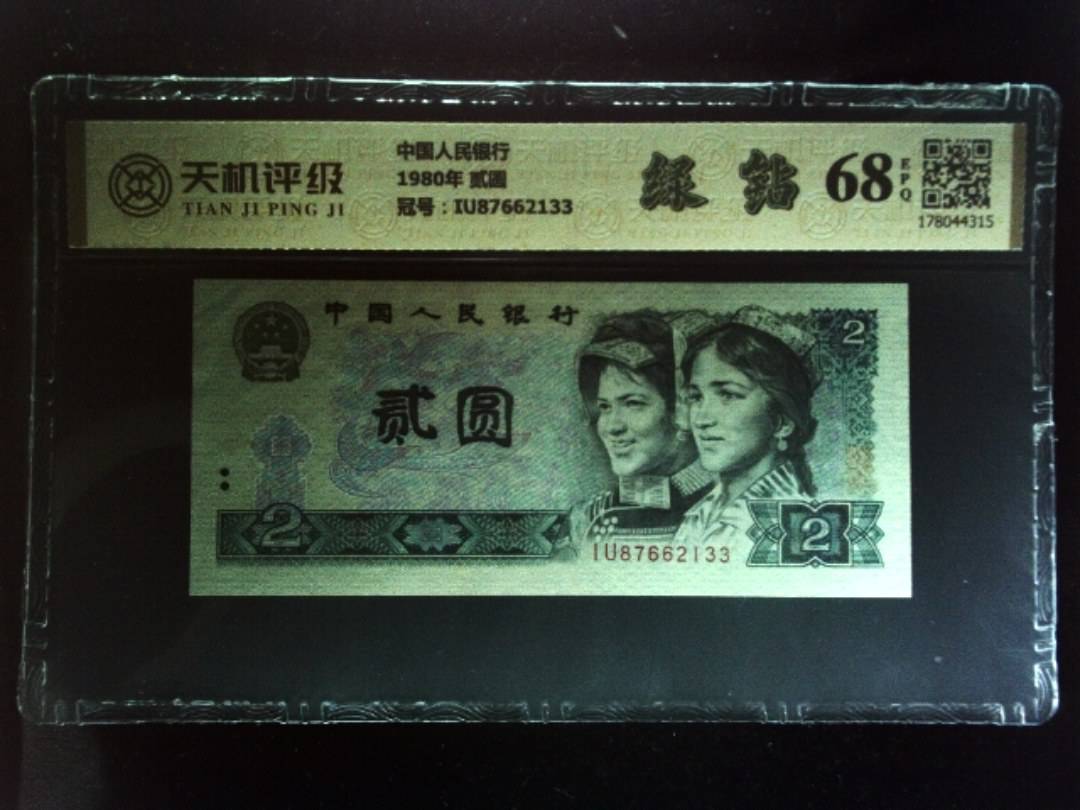 天机评级
TIAN JI PING JI
中国人民银行
1980年 贰圆
冠号：IU87662133
绿 钻
68
EPQ
178044315
中国人民银行
2
贰圆
2
2
IU87662133